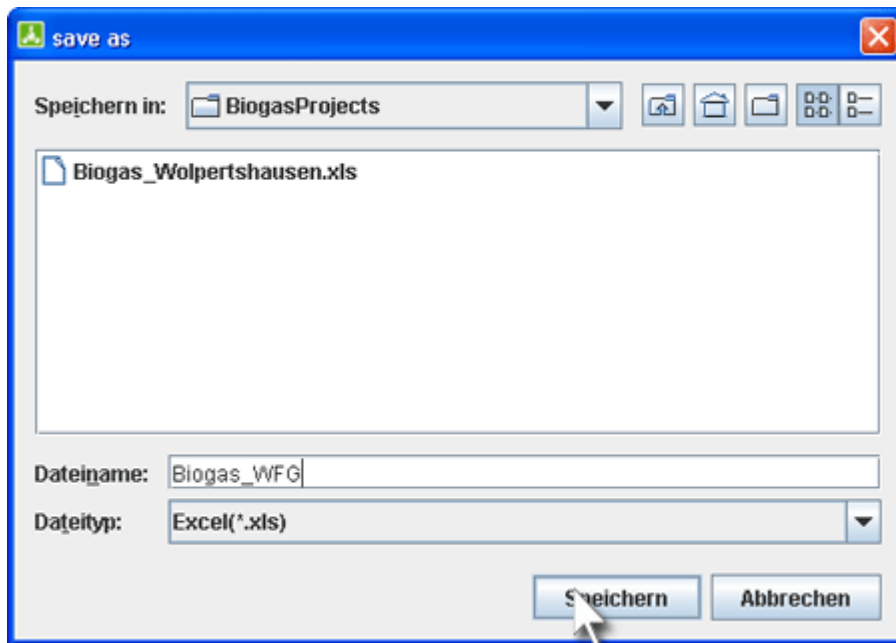 save as
Speichern in: BiogasProjects
Biogas_Wolpertshausen.xls
Dateiname: Biogas_WFG
Dateityp: Excel(*.xls)
Speichern Abbrechen